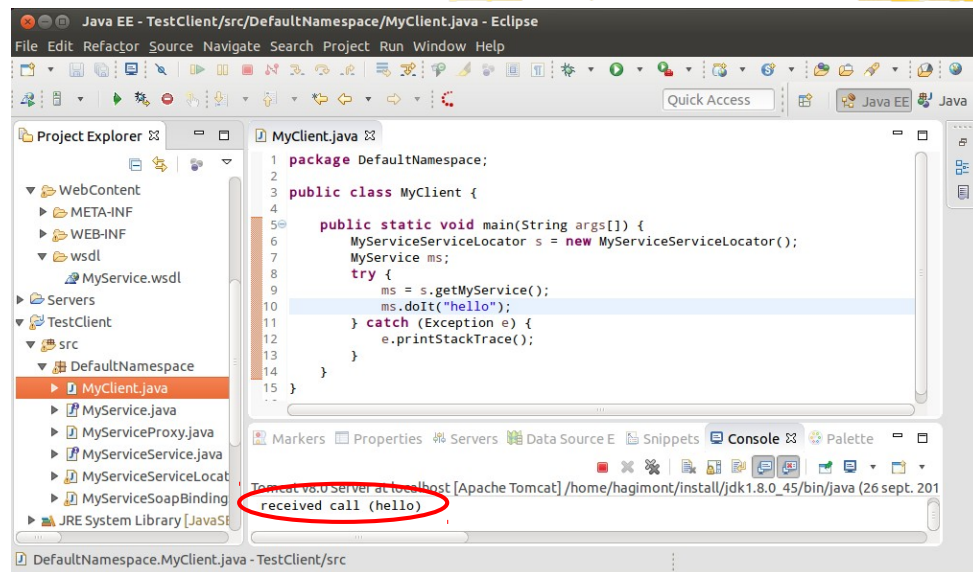 Java EE - TestClient/src/DefaultNamespace/MyClient.java - Eclipse
File Edit Refactor Source Navigate Search Project Run Window Help
Quick Access
Java EE
Java
Project Explorer
WebContent
META-INF
WEB-INF
wsdl
MyService.wsdl
Servers
TestClient
src
DefaultNamespace
MyClient.java
MyService.java
MyServiceProxy.java
MyServiceService.java
MyServiceServiceLocat
MyServiceSoapBinding
JRE System Library [JavaSE
MyClient.java
1 package DefaultNamespace;
2
3 public class MyClient {
4
5 public static void main(String args[]) {
6 MyServiceServiceLocator s = new MyServiceServiceLocator();
7 MyService ms;
8 try {
9 ms = s.getMyService();
10 ms.doIt("hello");
11 } catch (Exception e) {
12 e.printStackTrace();
13 }
14 }
15 }
Markers Properties Servers Data Source E Snippets Console Palette
Tomcat v8.0 Server at localhost [Apache Tomcat] /home/hagimont/install/jdk1.8.0_45/bin/java (26 sept. 201
received call (hello)
DefaultNamespace.MyClient.java - TestClient/src